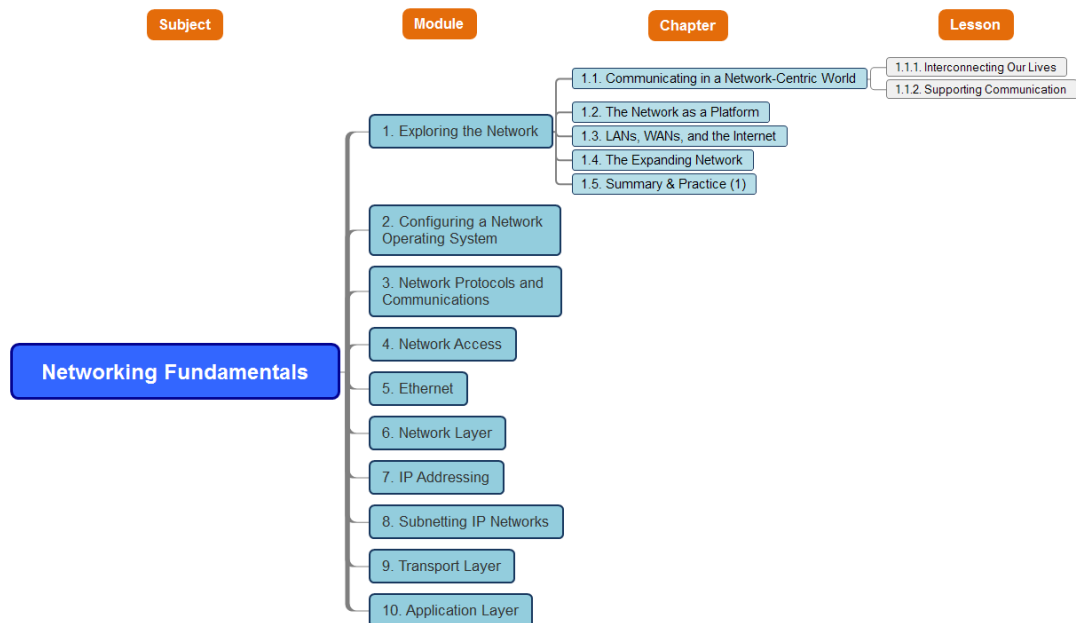 Subject
Module
Chapter
Lesson
1.1. Communicating in a Network-Centric World
1.1.1. Interconnecting Our Lives
1.1.2. Supporting Communication
1. Exploring the Network
1.2. The Network as a Platform
1.3. LANs, WANs, and the Internet
1.4. The Expanding Network
1.5. Summary & Practice (1)
2. Configuring a Network
Operating System
3. Network Protocols and
Communications
4. Network Access
Networking Fundamentals
5. Ethernet
6. Network Layer
7. IP Addressing
8. Subnetting IP Networks
9. Transport Layer
10. Application Layer